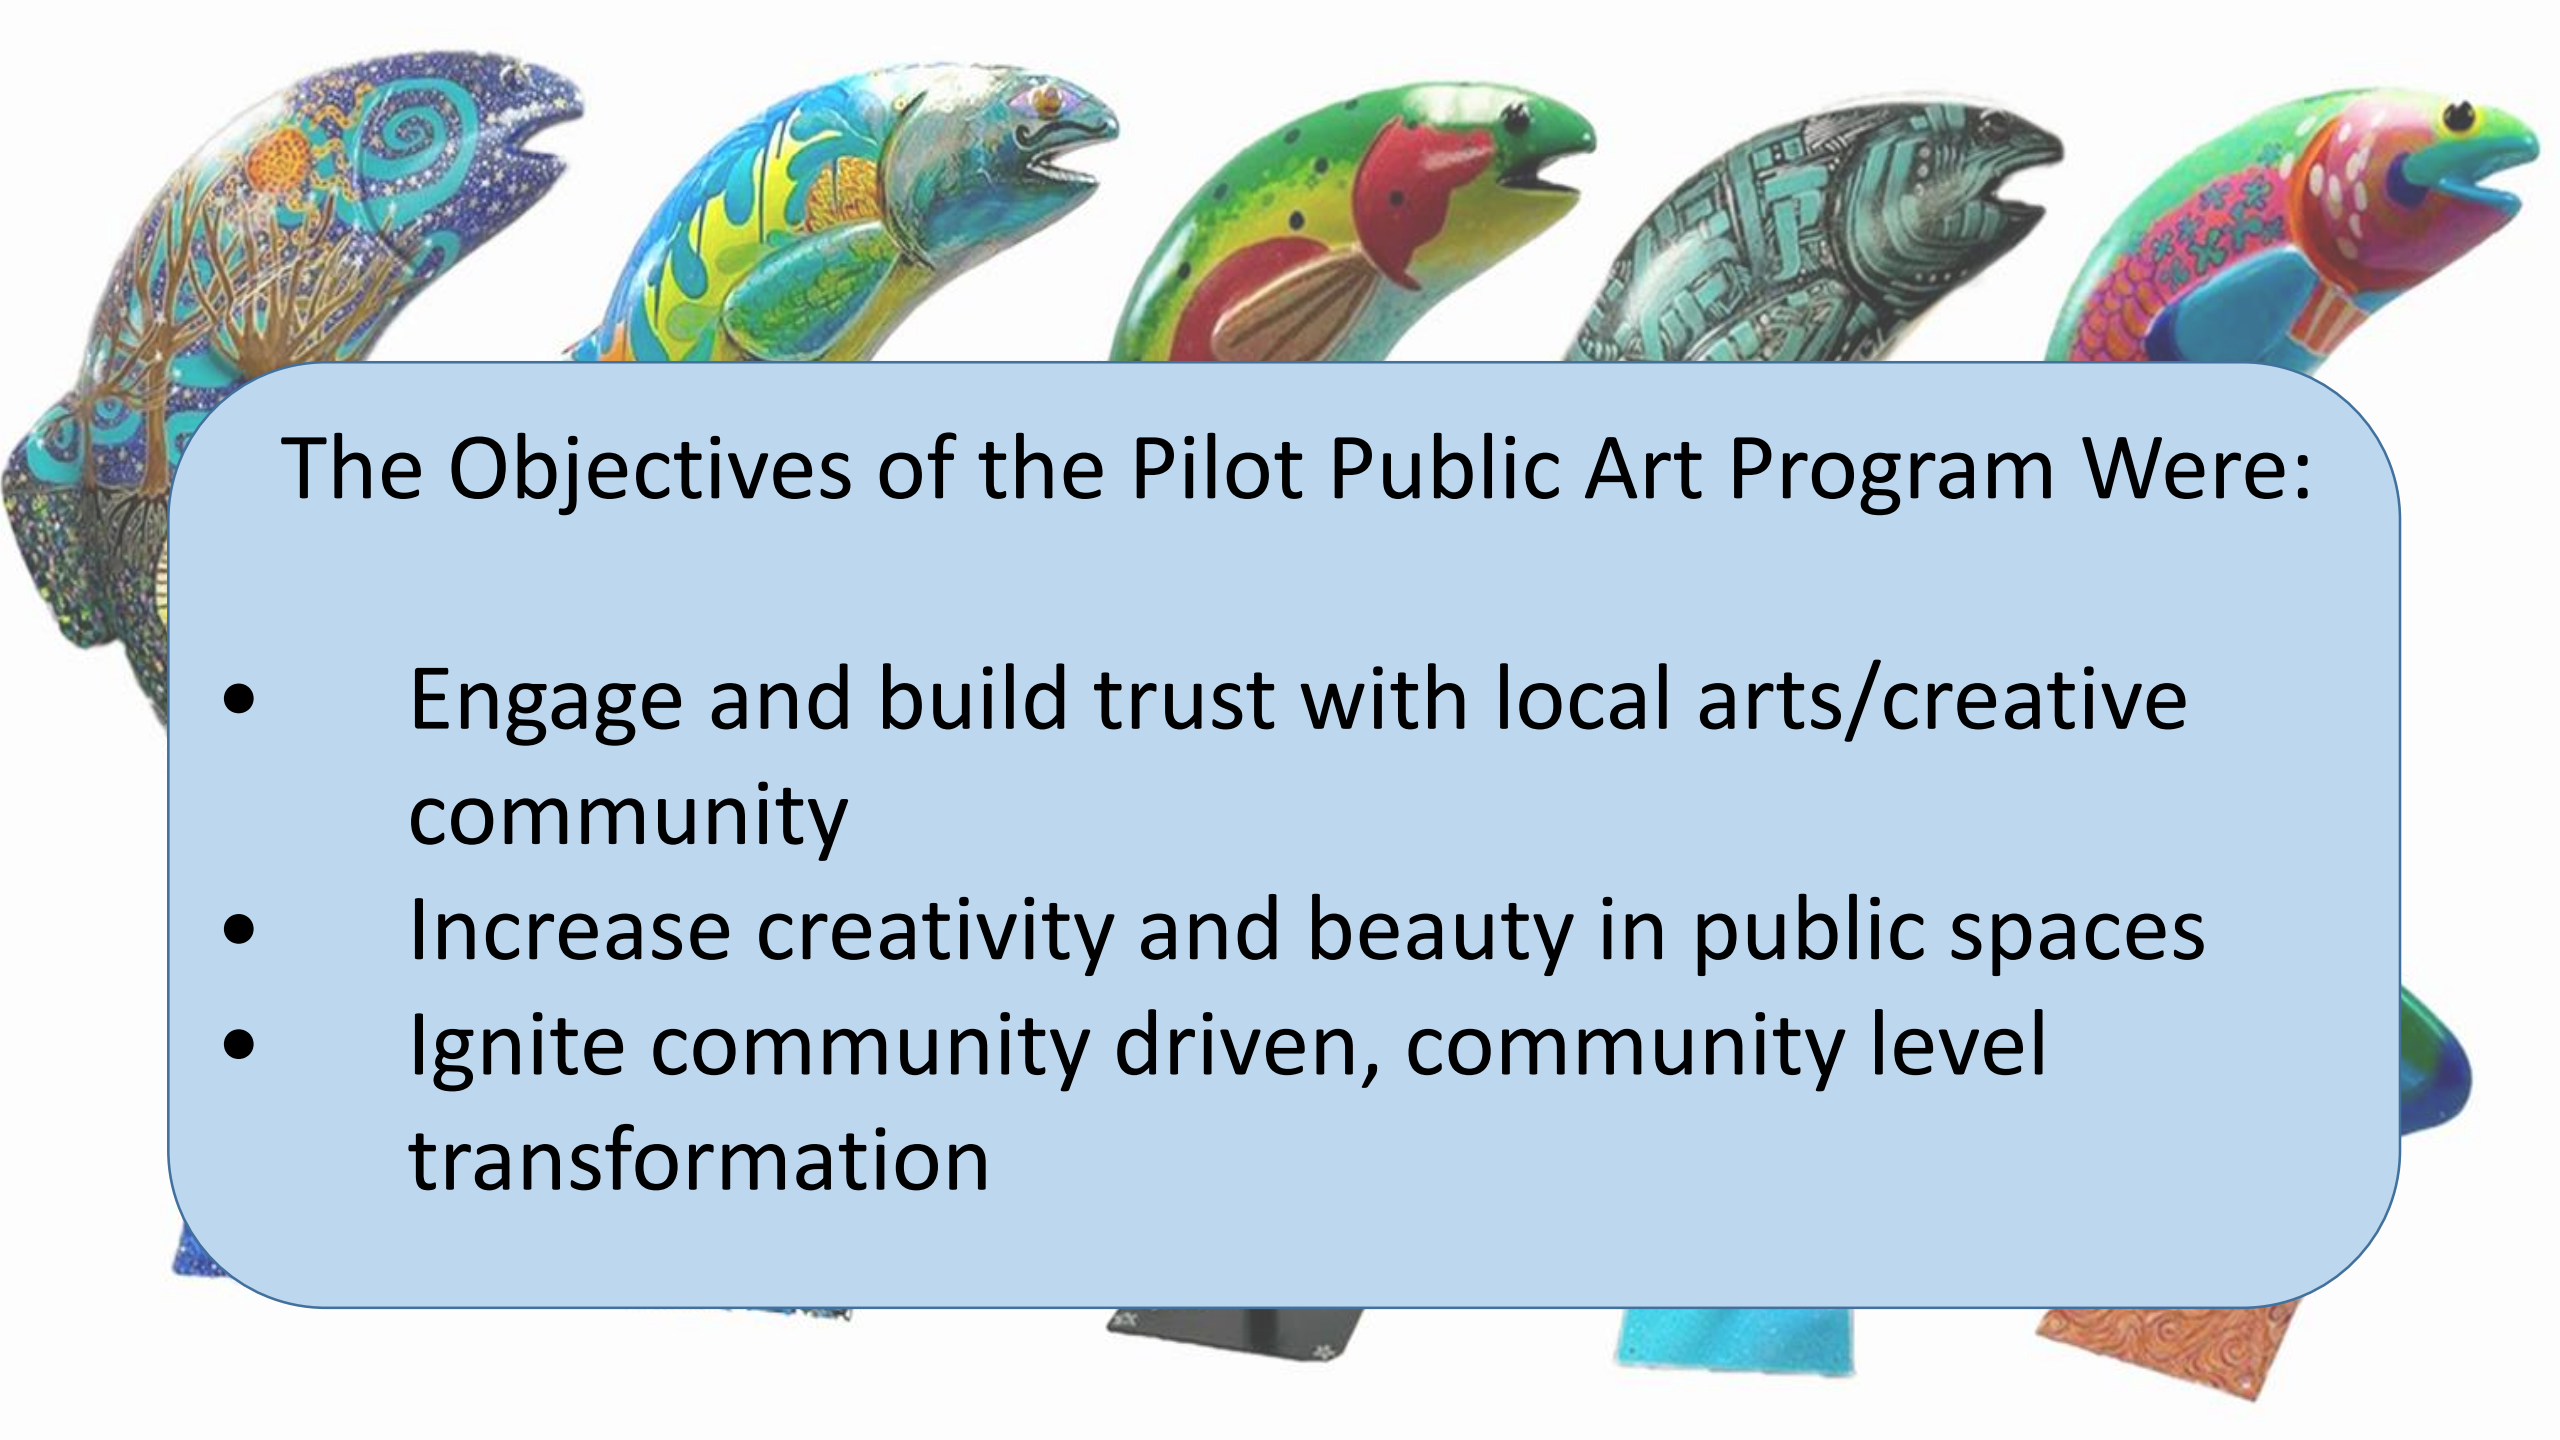 The Objectives of the Pilot Public Art Program Were:
• Engage and build trust with local arts/creative
community
• Increase creativity and beauty in public spaces
• Ignite community driven, community level
transformation